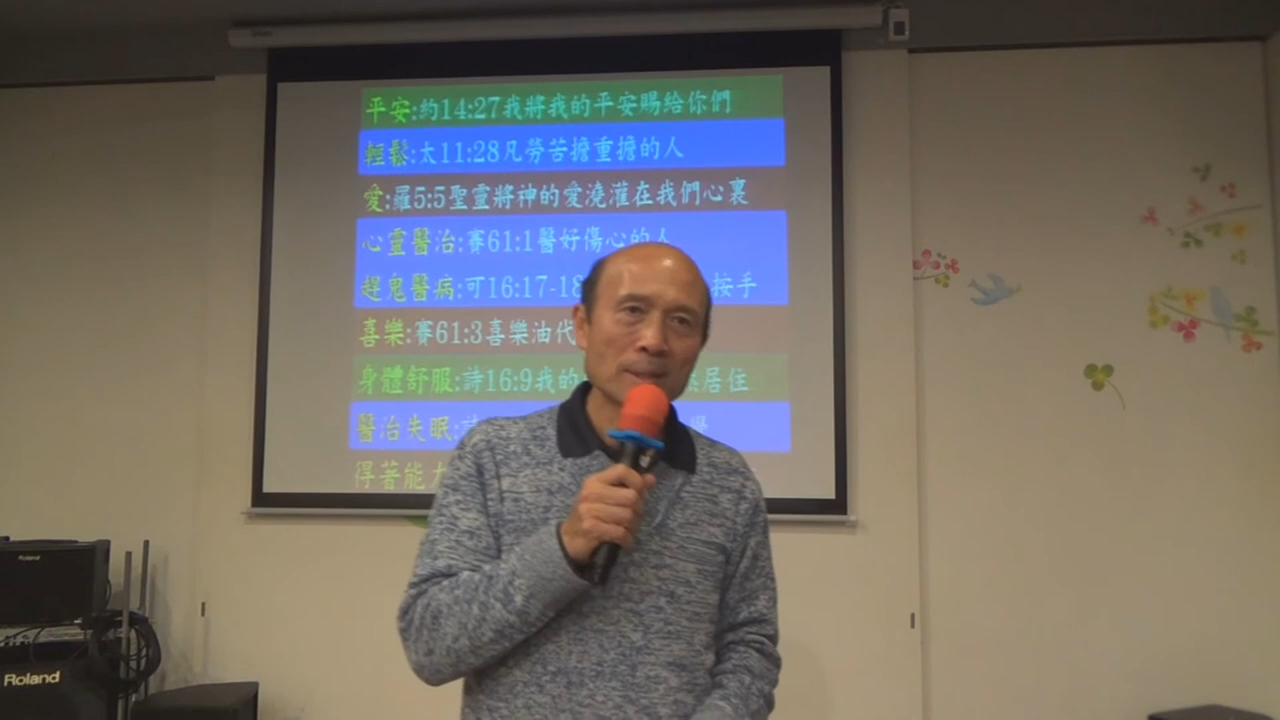 平安:約14:27我將我的平安賜給你們
輕鬆:太11:28凡勞苦擔重擔的人
愛:羅5:5聖靈將神的愛澆灌在我們心裏
心靈醫治:賽61:1醫好傷心的人
趕鬼醫病:可16:17-18 按手
喜樂:賽61:3喜樂油代
身體舒服:詩16:9我的 居住
醫治失眠:詩
得著能力
Roland
Roland